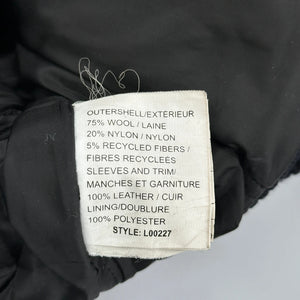 OUTERSHELL/EXTERIEUR
75% WOOL / LAINE
20% NYLON / NYLON
5% RECYCLED FIBERS /
FIBRES RECYCLEES
SLEEVES AND TRIM/
MANCHES ET GARNITURE
100% LEATHER / CUIR
LINING/DOUBLURE
100% POLYESTER
STYLE: L00227